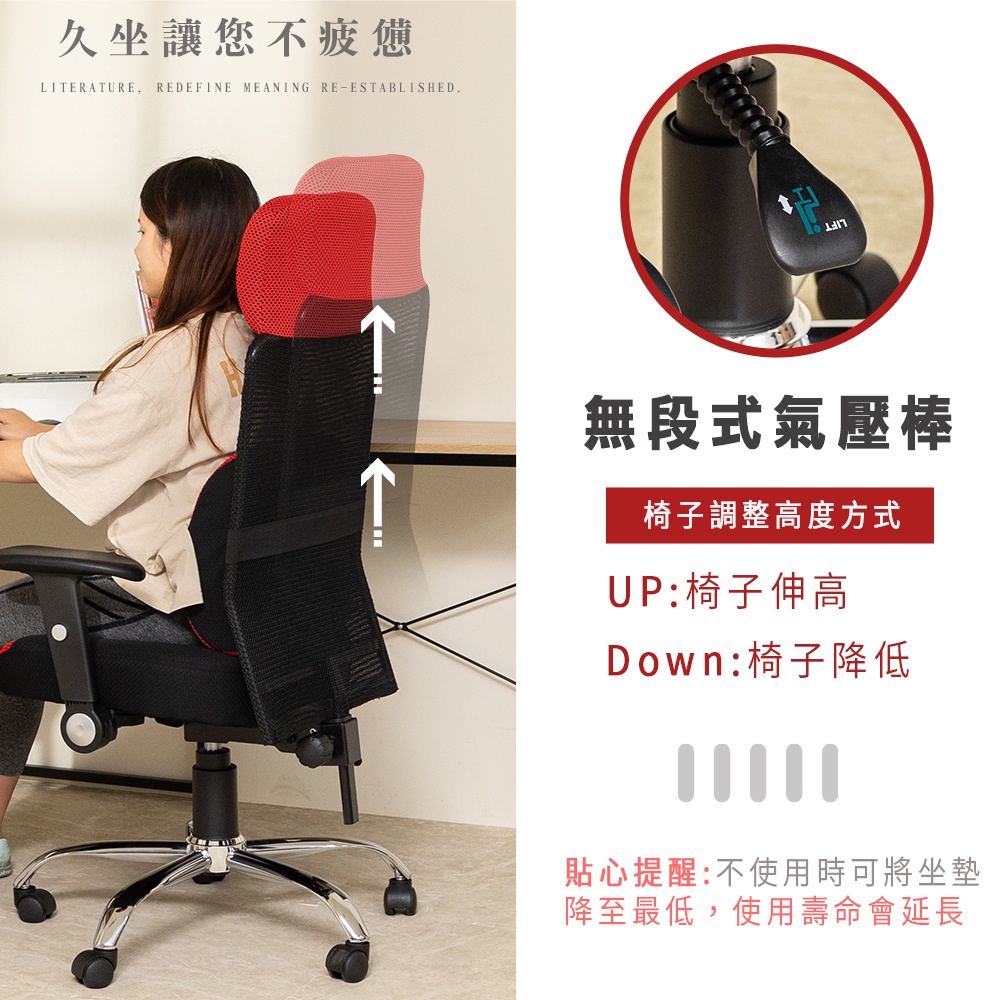 久坐讓您不疲憊
LITERATURE, REDEFINE MEANING RE-ESTABLISHED.
LIFT
無段式氣壓棒
椅子調整高度方式
UP:椅子伸高
Down:椅子降低
貼心提醒:不使用時可將坐墊
降至最低，使用壽命會延長